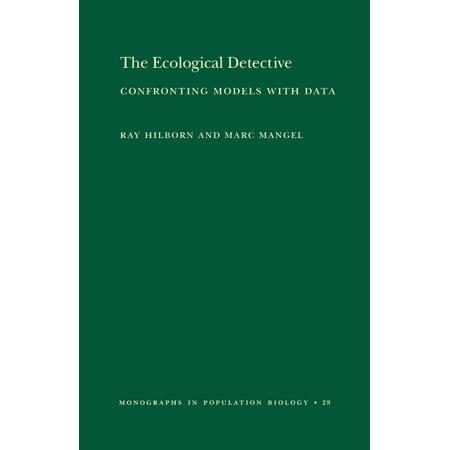 The Ecological Detective
CONFRONTING MODELS WITH DATA
RAY HILBORN AND MARC MANGEL
MONOGRAPHS IN POPULATION BIOLOGY • 28